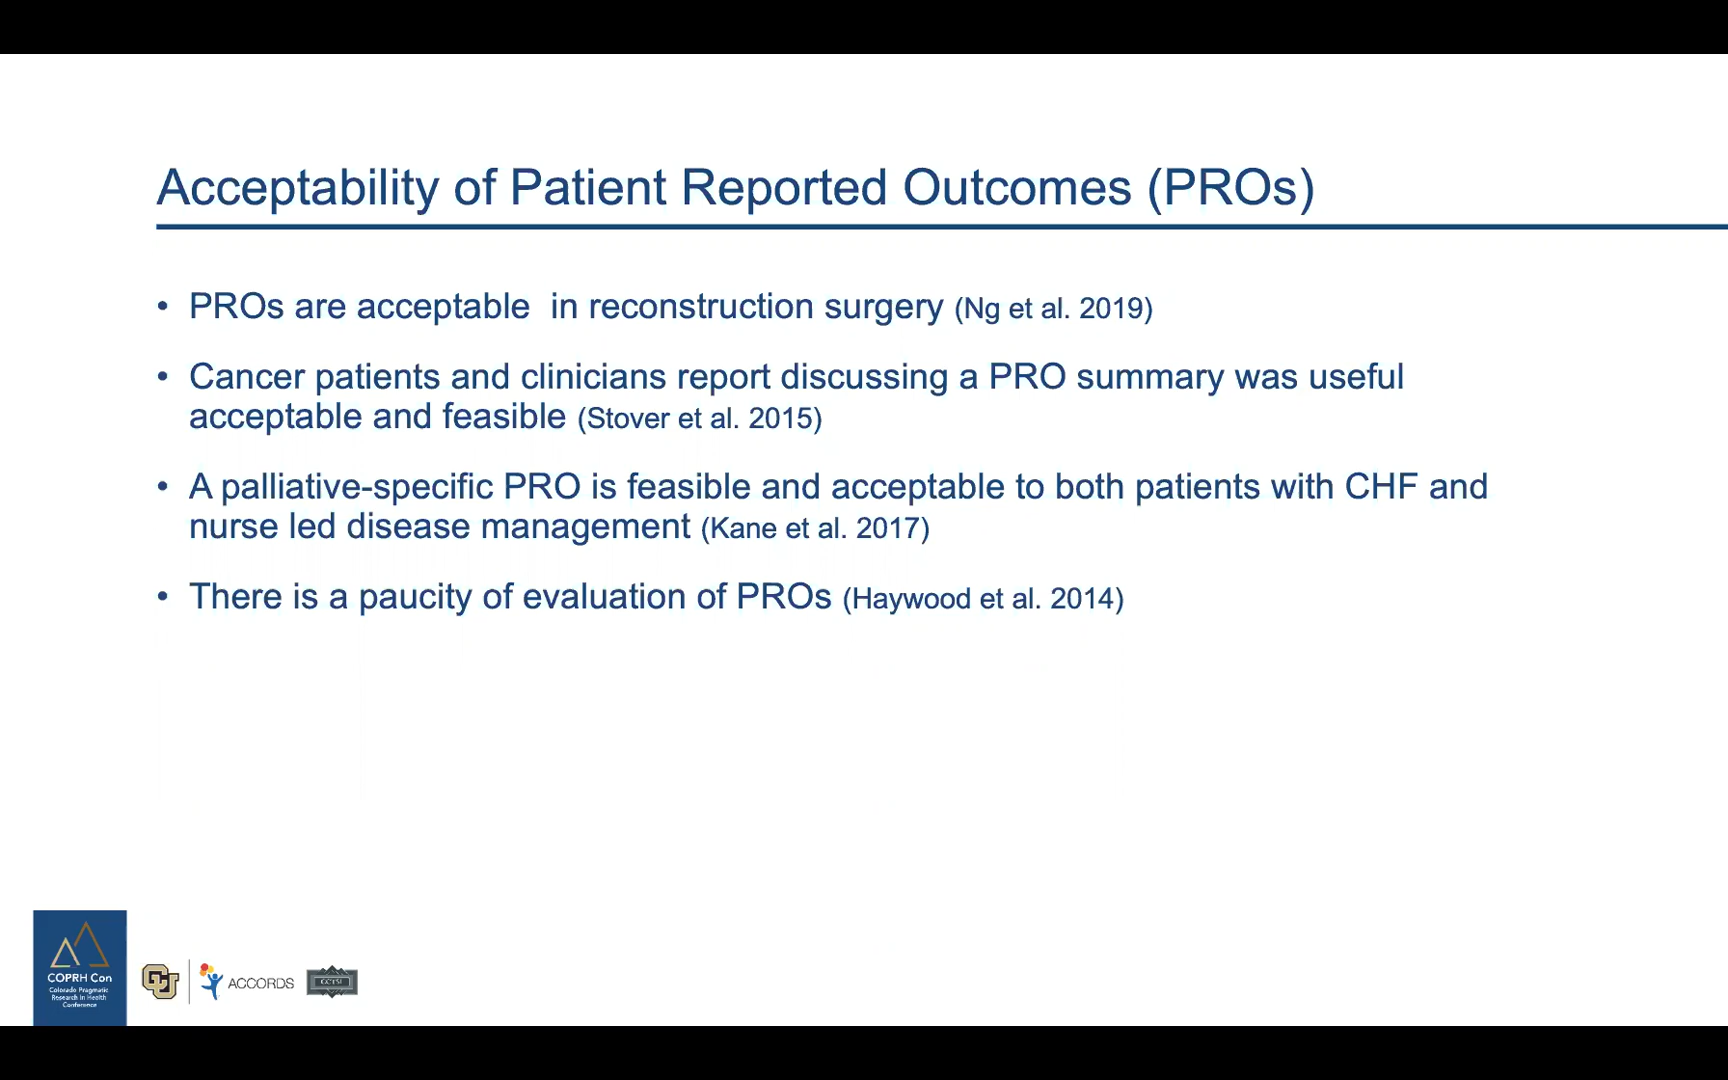 Acceptability of Patient Reported Outcomes (PROs)
• PROs are acceptable  in reconstruction surgery (Ng et al. 2019)
• Cancer patients and clinicians report discussing a PRO summary was useful
acceptable and feasible (Stover et al. 2015)
• A palliative-specific PRO is feasible and acceptable to both patients with CHF and
nurse led disease management (Kane et al. 2017)
• There is a paucity of evaluation of PROs (Haywood et al. 2014)
COPRH Con
Colorado Pragmatic
Research in Health
Conference
CU
ACCORDS
CCTSI